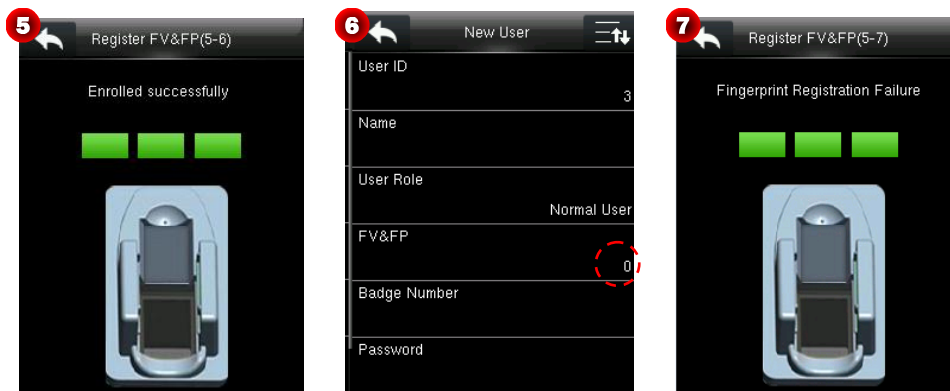 5
Register FV&FP(5-6)
Enrolled successfully
6
New User
User ID
3
Name
User Role
Normal User
FV&FP
0
Badge Number
Password
7
Register FV&FP(5-7)
Fingerprint Registration Failure